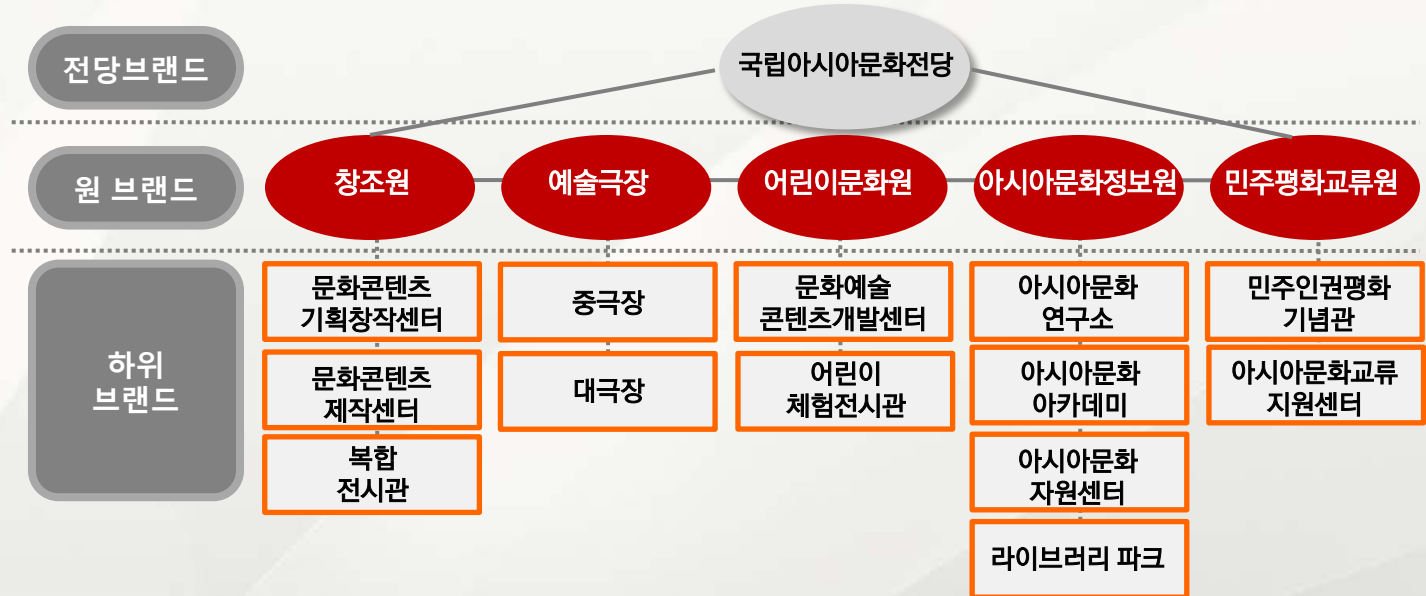 전당브랜드
국립아시아문화전당
원 브랜드
창조원
예술극장
어린이문화원
아시아문화정보원
민주평화교류원
하위
브랜드
문화콘텐츠
기획창작센터
문화콘텐츠
제작센터
복합
전시관
중극장
대극장
문화예술
콘텐츠개발센터
어린이
체험전시관
아시아문화
연구소
아시아문화
아카데미
아시아문화
자원센터
라이브러리 파크
민주인권평화
기념관
아시아문화교류
지원센터